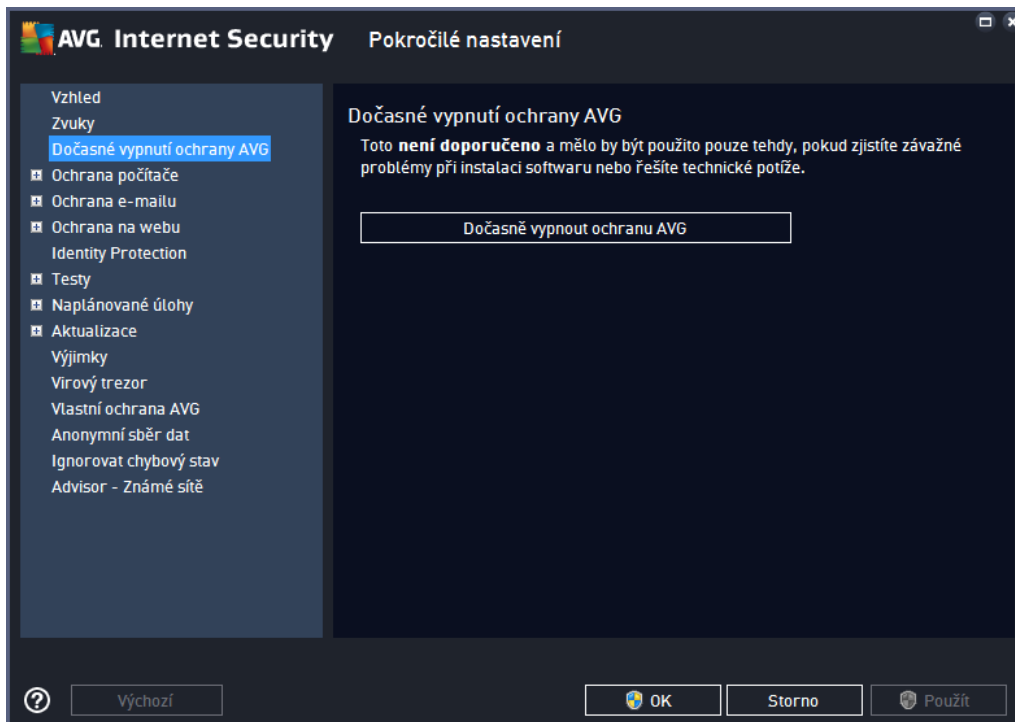 AVG. Internet Security Pokročilé nastavení
Vzhled
Zvuky
Dočasné vypnutí ochrany AVG
Ochrana počítače
Ochrana e-mailu
Ochrana na webu
Identity Protection
Testy
Naplánované úlohy
Aktualizace
Výjimky
Virový trezor
Vlastní ochrana AVG
Anonymní sběr dat
Ignorovat chybový stav
Advisor - Známé sítě
Dočasné vypnutí ochrany AVG
Toto není doporučeno a mělo by být použito pouze tehdy, pokud zjistíte závažné
problémy při instalaci softwaru nebo řešíte technické potíže.
Dočasně vypnout ochranu AVG
Výchozí
OK
Storno
Použít